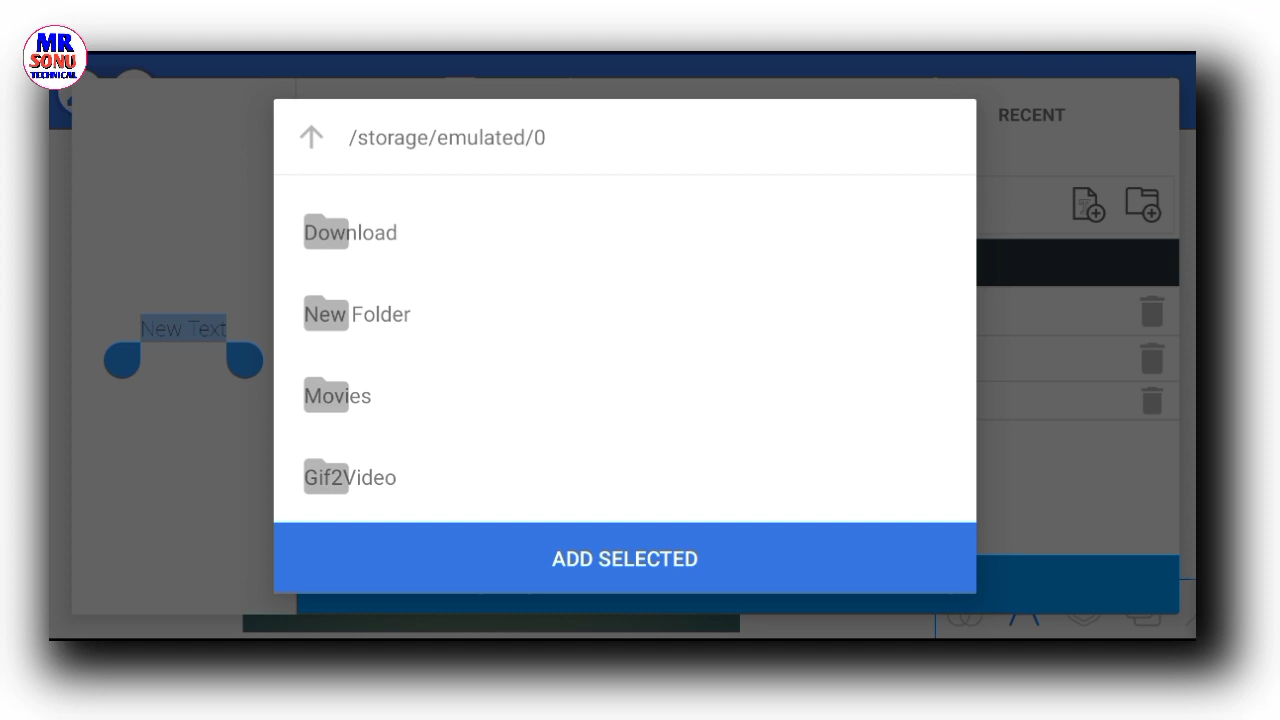 MR
SONU
TECHNICAL
/storage/emulated/0
RECENT
Download
New Folder
New Text
Movies
Gif2Video
ADD SELECTED